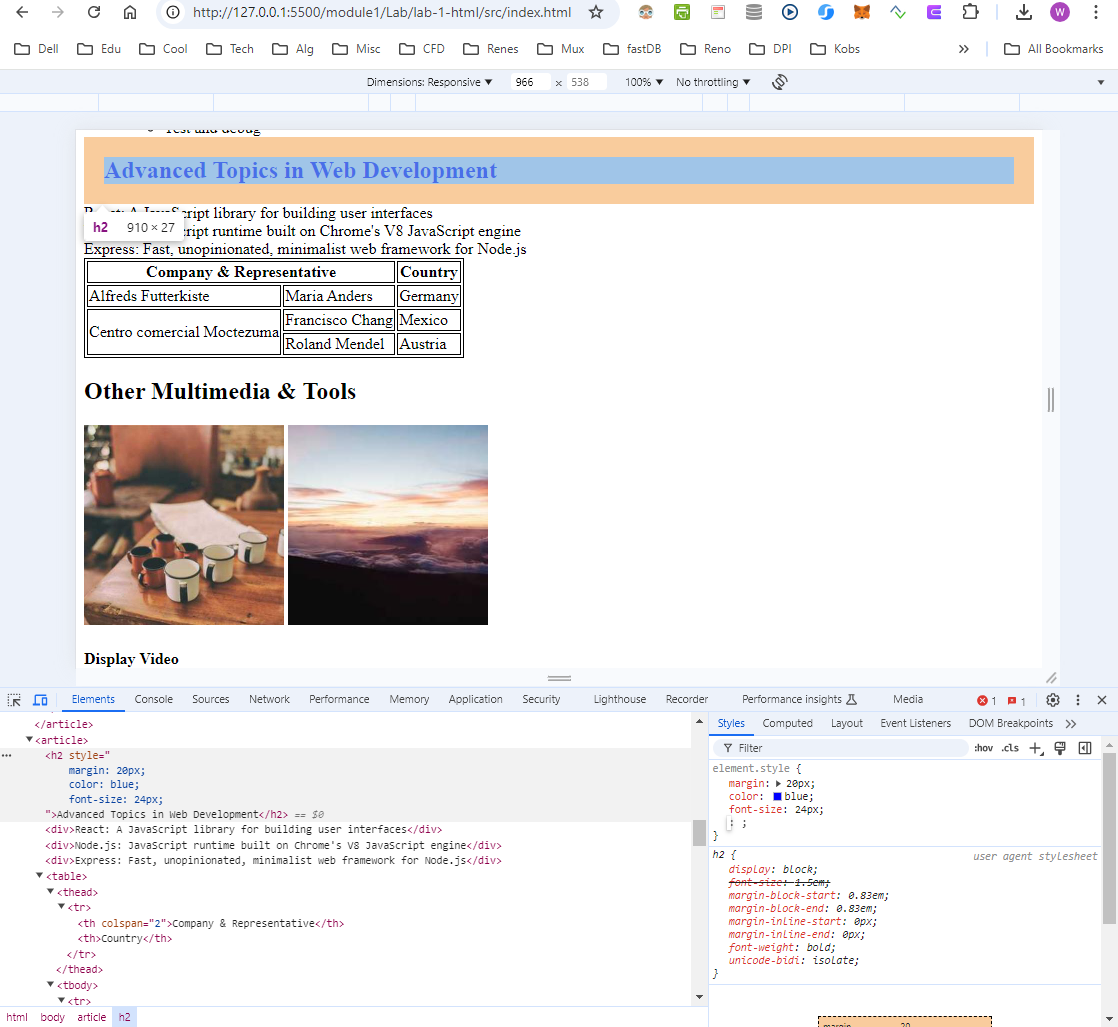 http://127.0.0.1:5500/module1/Lab/lab-1-html/src/index.html
W
Dell Edu Cool Tech Alg Misc CFD Renes Mux fastDB Reno DPI Kobs » All Bookmarks
Dimensions: Responsive ▼ 966 × 538 100% ▼ No throttling ▼
Test and debug
Advanced Topics in Web Development
React: A JavaScript library for building user interfaces
h2 910 × 27
cript runtime built on Chrome's V8 JavaScript engine
Express: Fast, unopinionated, minimalist web framework for Node.js
Company & Representative Country
Alfreds Futterkiste Maria Anders Germany
Centro comercial Moctezuma Francisco Chang Mexico
Roland Mendel Austria
Other Multimedia & Tools
Display Video
Elements Console Sources Network Performance Memory Application Security Lighthouse Recorder Performance insights Media 1 1
</article>
<article>
<h2 style="
margin: 20px;
color: blue;
font-size: 24px;
">Advanced Topics in Web Development</h2> == $0
<div>React: A JavaScript library for building user interfaces</div>
<div>Node.js: JavaScript runtime built on Chrome's V8 JavaScript engine</div>
<div>Express: Fast, unopinionated, minimalist web framework for Node.js</div>
<table>
<thead>
<tr>
<th colspan="2">Company & Representative</th>
<th>Country</th>
</tr>
</thead>
<tbody>
<tr>
html body article h2
Styles Computed Layout Event Listeners DOM Breakpoints »
Filter :hov .cls +
element.style {
margin: 20px;
color: blue;
font-size: 24px;
: ;
}
h2 { user agent stylesheet
display: block;
font-size: 1.5em;
margin-block-start: 0.83em;
margin-block-end: 0.83em;
margin-inline-start: 0px;
margin-inline-end: 0px;
font-weight: bold;
unicode-bidi: isolate;
}
margin 20